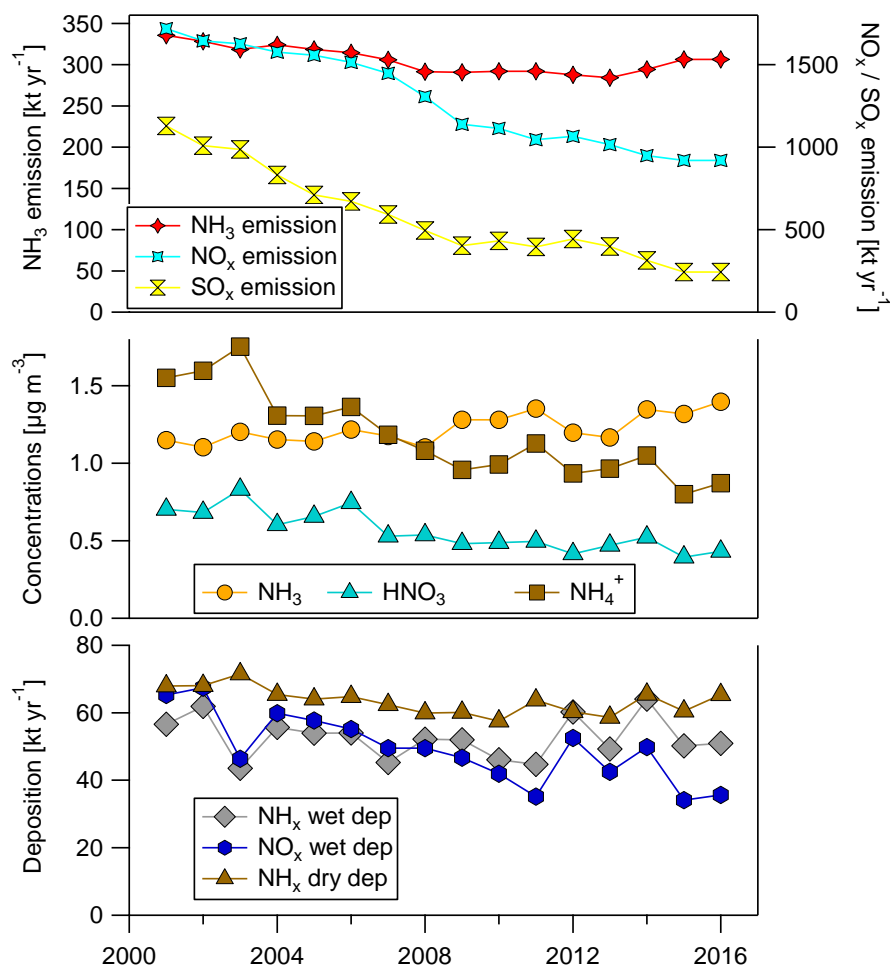 NH3 emission [kt yr-1]
350
300
250
200
150
100
50
0
NH3 emission
NOx emission
SOx emission
1500
1000
500
0
NOx / SOx emission [kt yr-1]
Concentrations [µg m-3]
1.5
1.0
0.5
0.0
NH3 HNO3 NH4+
Deposition [kt yr-1]
80
60
40
20
0
NHx wet dep
NOx wet dep
NHx dry dep
2000 2004 2008 2012 2016